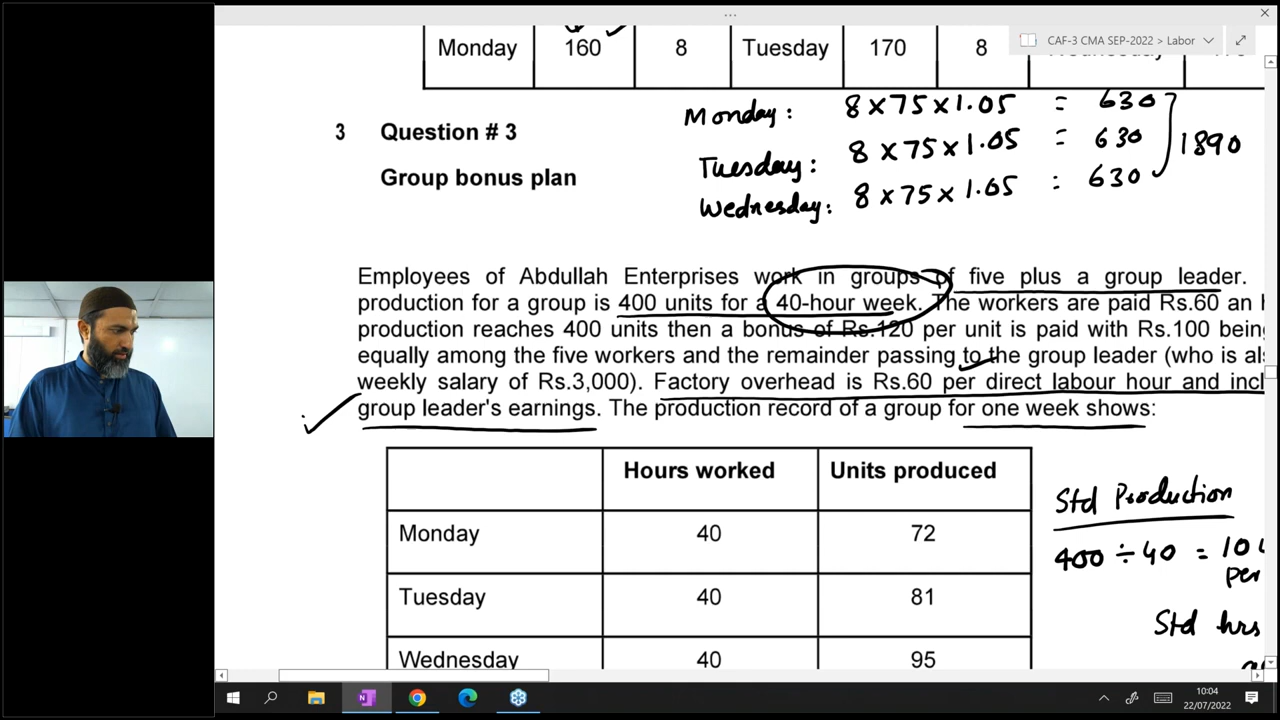 CAF-3 CMA SEP-2022 > Labor
Monday 160 8 Tuesday 170 8
Monday: 8 × 75 × 1.05 = 630
3 Question # 3
Tuesday: 8 × 75 × 1.05 = 630
1890
Group bonus plan
Wednesday: 8 × 75 × 1.05 = 630
Employees of Abdullah Enterprises work in groups of five plus a group leader.
production for a group is 400 units for a 40-hour week. The workers are paid Rs.60 an
production reaches 400 units then a bonus of Rs.120 per unit is paid with Rs.100
equally among the five workers and the remainder passing to the group leader (who is
weekly salary of Rs.3,000). Factory overhead is Rs.60 per direct labour hour and
group leader's earnings. The production record of a group for one week shows:
Hours worked Units produced
Std Production
Monday 40 72
400 ÷ 40 = 10
per
Tuesday 40 81
Std hrs
Wednesday 40 95
10:04
22/07/2022